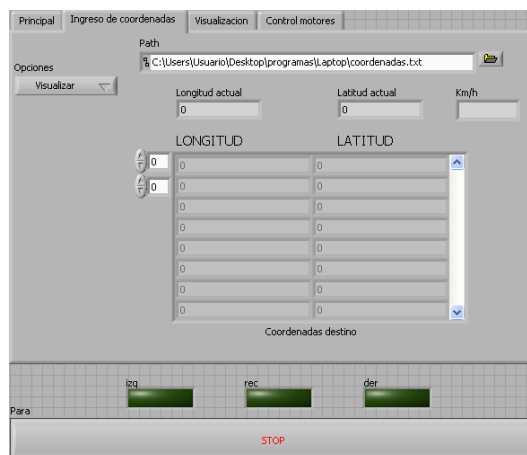 Principal Ingreso de coordenadas Visualizacion Control motores
Path
C:\Users\Usuario\Desktop\programas\Laptop\coordenadas.txt
Opciones
Visualizar
Longitud actual Latitud actual Km/h
0 0
LONGITUD LATITUD
0 0 0
0 0 0
0 0
0 0
0 0
0 0
0 0
0 0
Coordenadas destino
izq rec der
Para
STOP